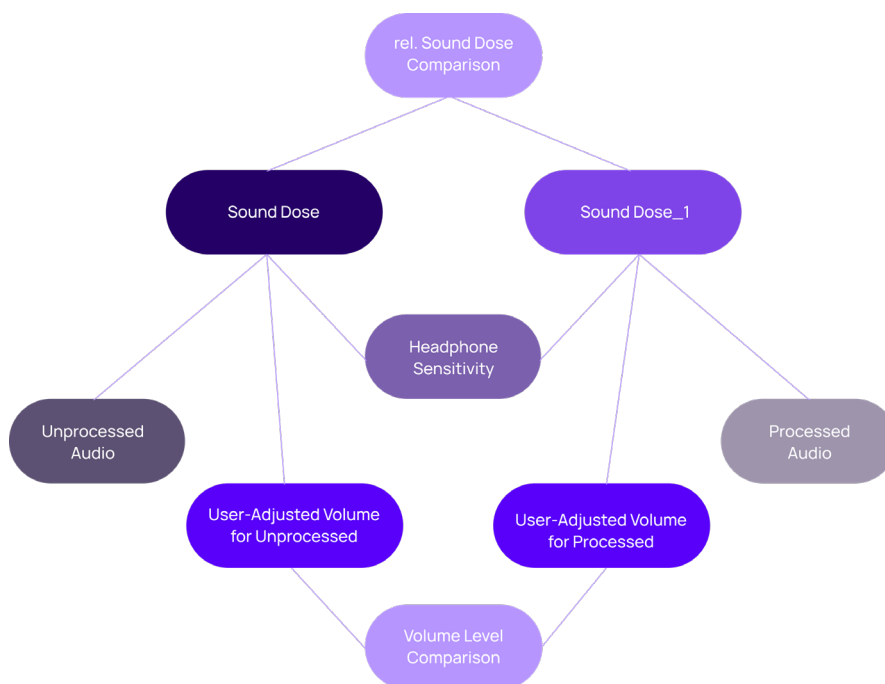 rel. Sound Dose
Comparison
Sound Dose
Sound Dose_1
Headphone
Sensitivity
Unprocessed
Audio
Processed
Audio
User-Adjusted Volume
for Unprocessed
User-Adjusted Volume
for Processed
Volume Level
Comparison